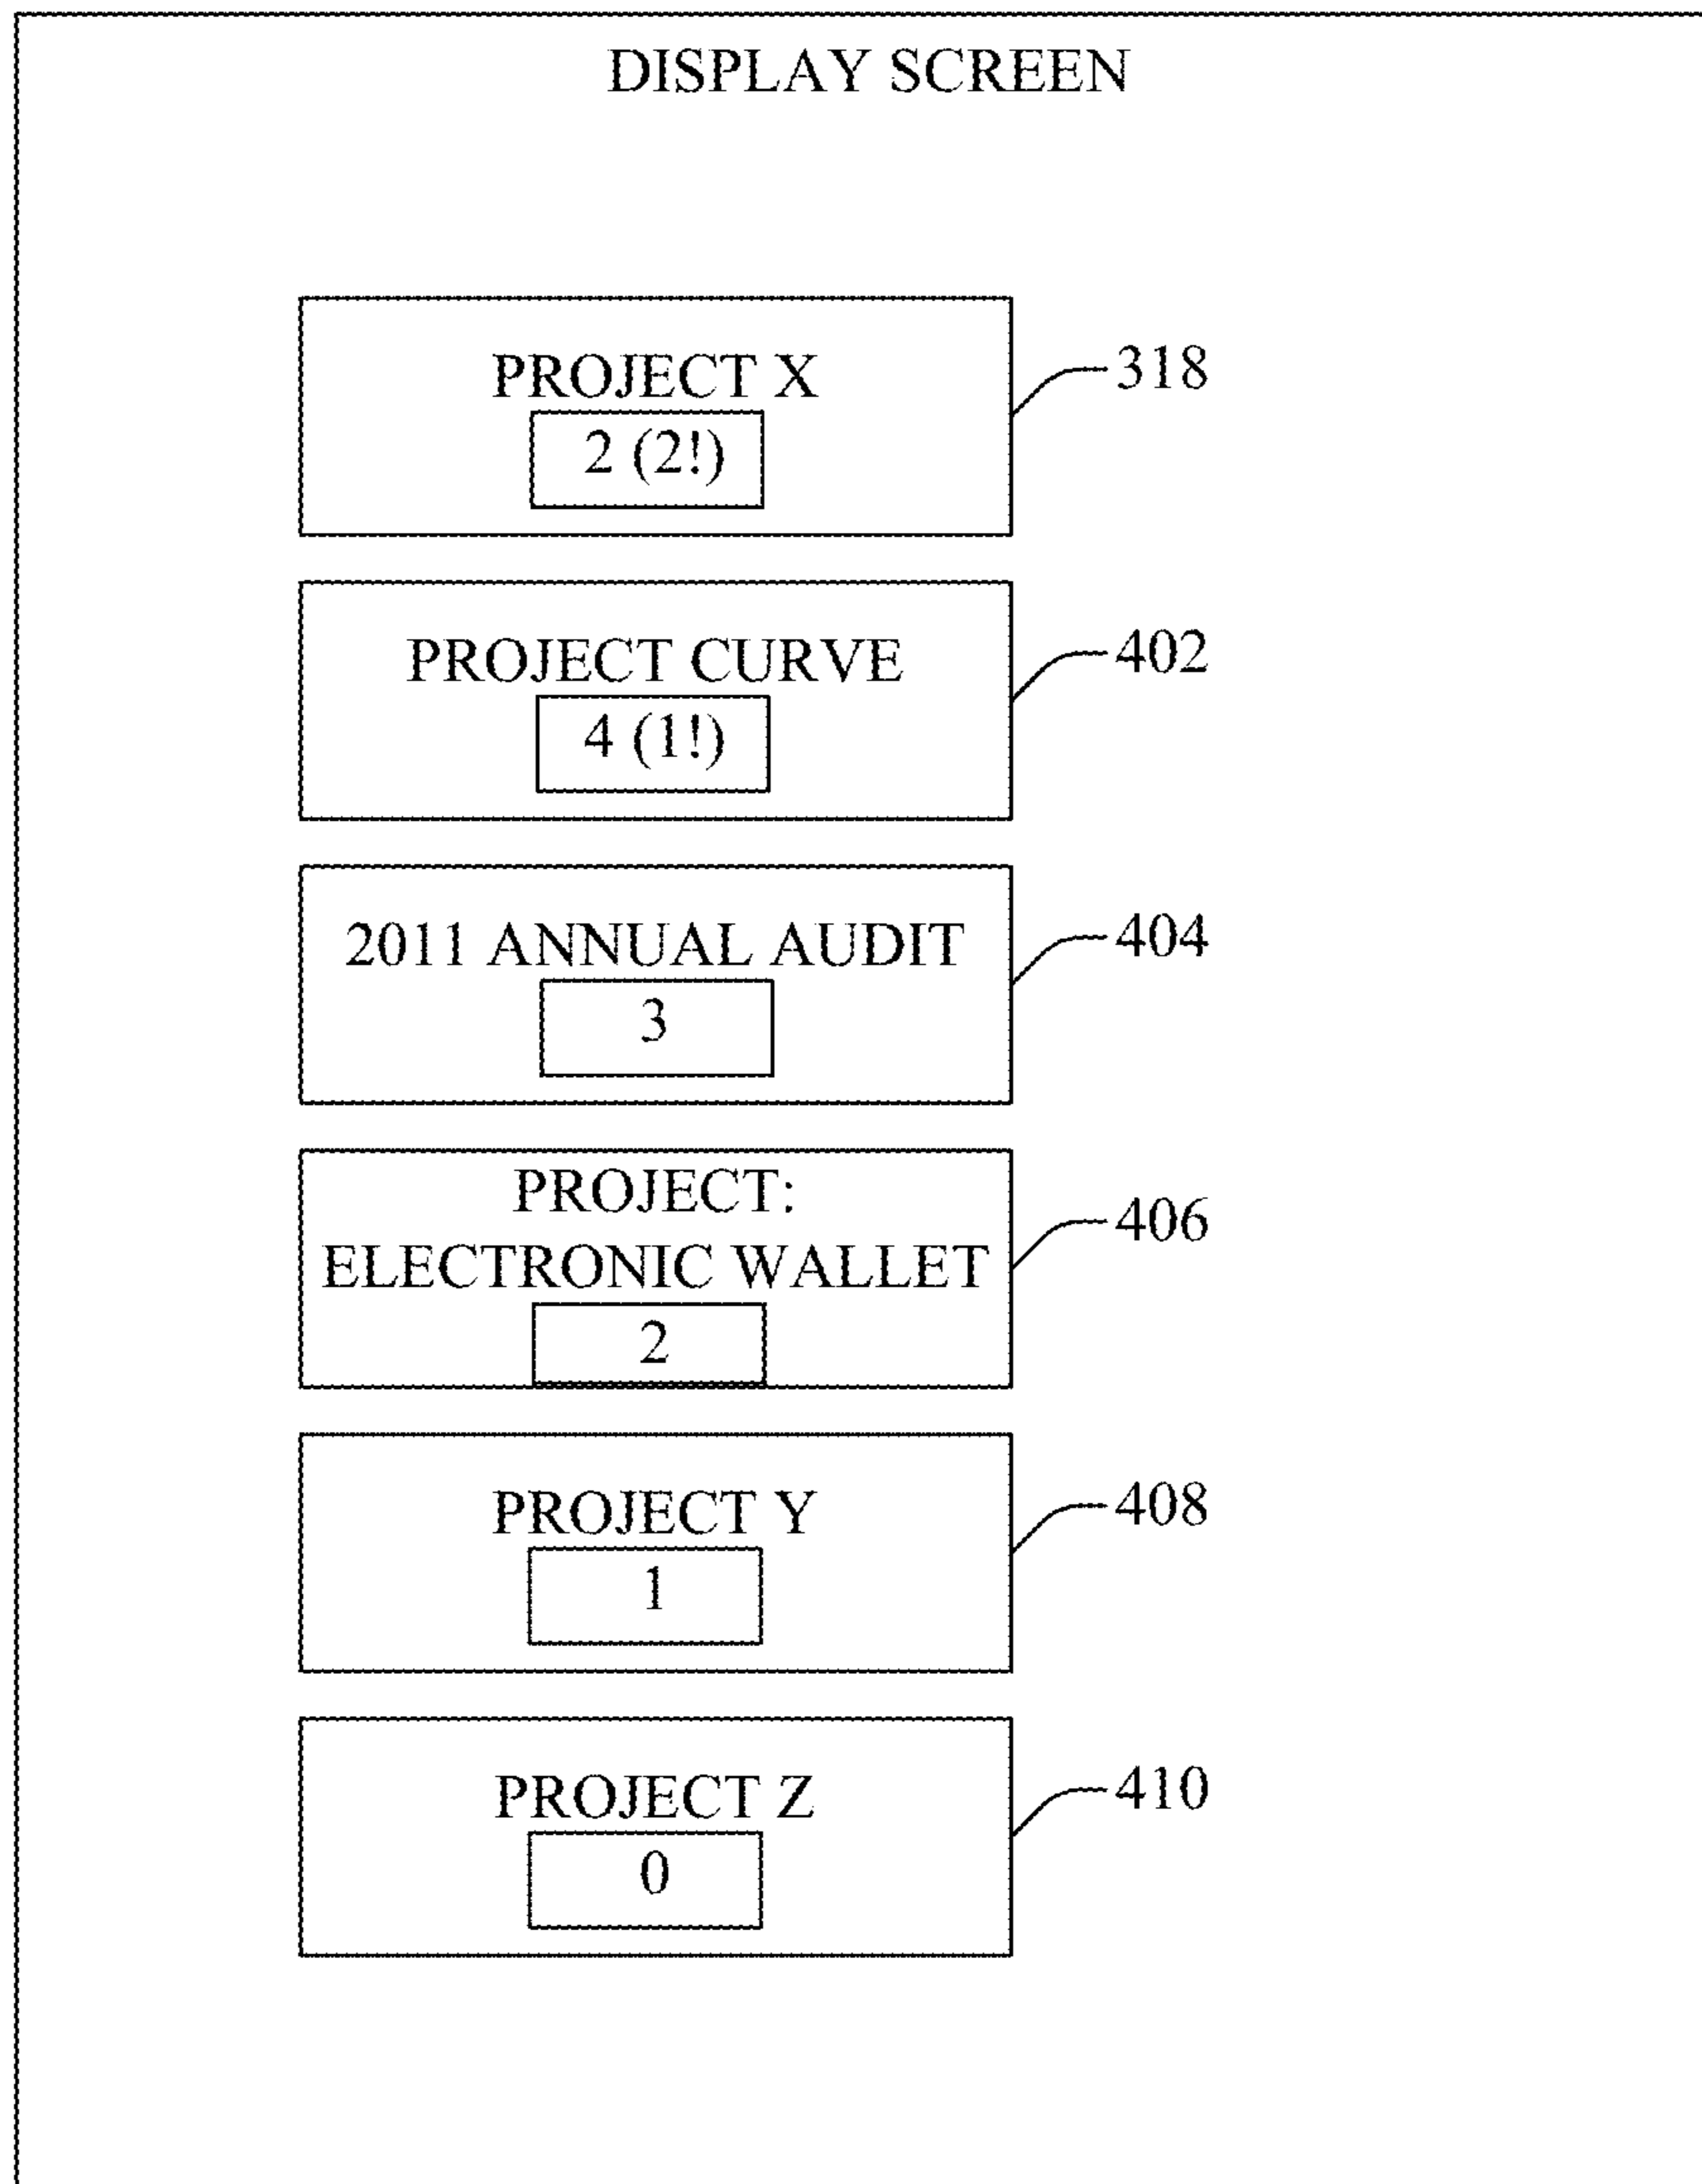 DISPLAY SCREEN
PROJECT X
2 (2!)
318
PROJECT CURVE
4 (1!)
402
2011 ANNUAL AUDIT
3
404
PROJECT:
ELECTRONIC WALLET
2
406
PROJECT Y
1
408
PROJECT Z
0
410